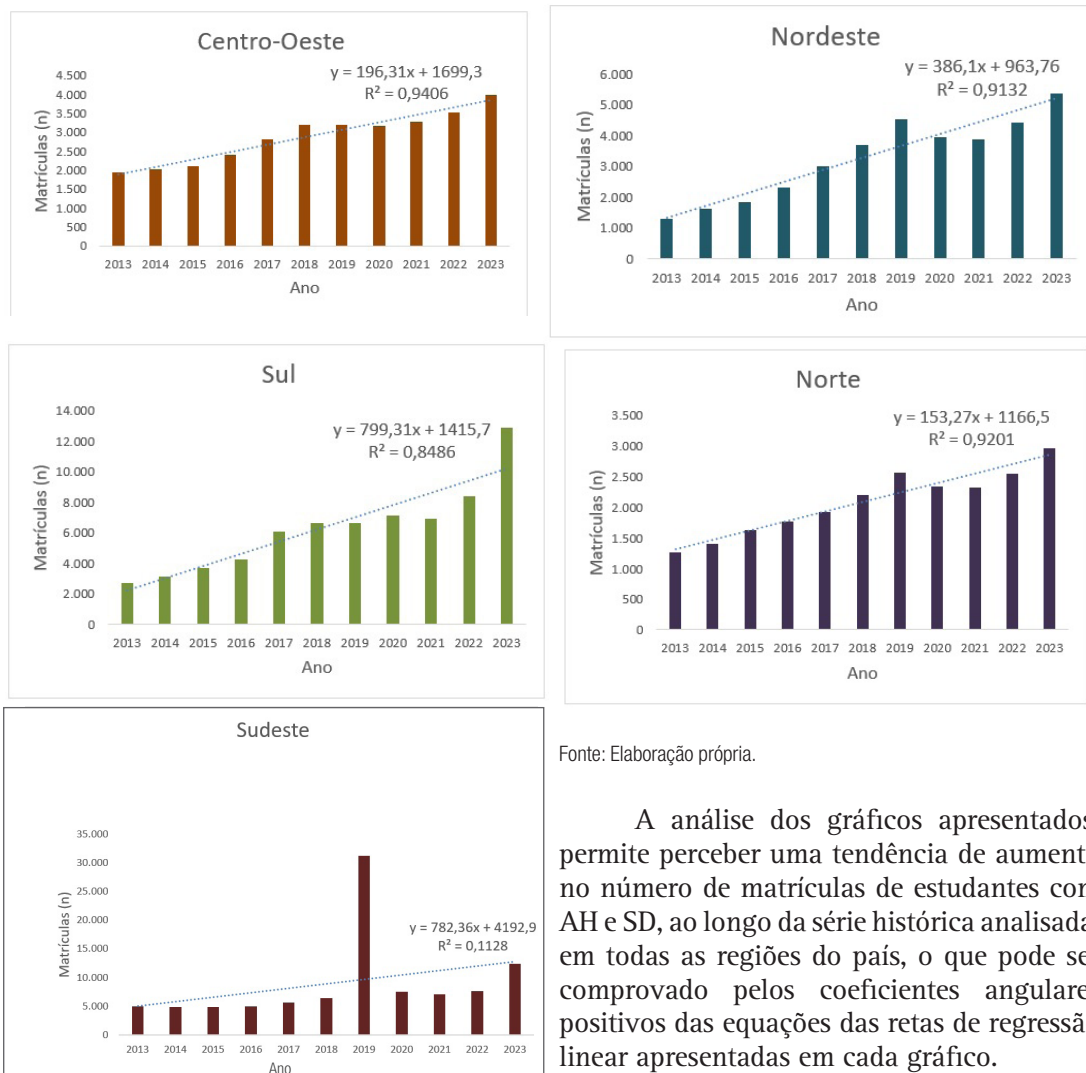 Centro-Oeste
y = 196,31x + 1699,3
R² = 0,9406
Matrículas (n)
4.500
4.000
3.500
3.000
2.500
2.000
1.500
1.000
500
0
2013 2014 2015 2016 2017 2018 2019 2020 2021 2022 2023
Ano
Nordeste
y = 386,1x + 963,76
R² = 0,9132
Matrículas (n)
6.000
5.000
4.000
3.000
2.000
1.000
0
2013 2014 2015 2016 2017 2018 2019 2020 2021 2022 2023
Ano
Sul
y = 799,31x + 1415,7
R² = 0,8486
Matrículas (n)
14.000
12.000
10.000
8.000
6.000
4.000
2.000
0
2013 2014 2015 2016 2017 2018 2019 2020 2021 2022 2023
Ano
Norte
y = 153,27x + 1166,5
R² = 0,9201
Matrículas (n)
3.500
3.000
2.500
2.000
1.500
1.000
500
0
2013 2014 2015 2016 2017 2018 2019 2020 2021 2022 2023
Ano
Sudeste
y = 782,36x + 4192,9
R² = 0,1128
Matrículas (n)
35.000
30.000
25.000
20.000
15.000
10.000
5.000
0
2013 2014 2015 2016 2017 2018 2019 2020 2021 2022 2023
Ano
Fonte: Elaboração própria.
A análise dos gráficos apresentados
permite perceber uma tendência de aument
no número de matrículas de estudantes con
AH e SD, ao longo da série histórica analisada
em todas as regiões do país, o que pode se
comprovado pelos coeficientes angulare
positivos das equações das retas de regressã
linear apresentadas em cada gráfico.